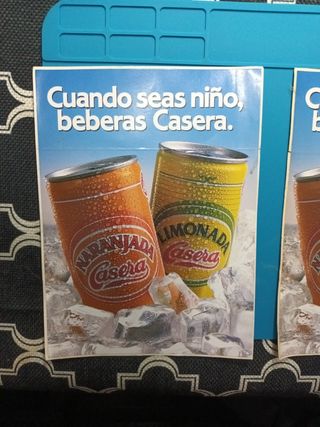 Cuando seas niño,
beberas Casera.
NARANJADA
Casera
LIMONADA
Casera